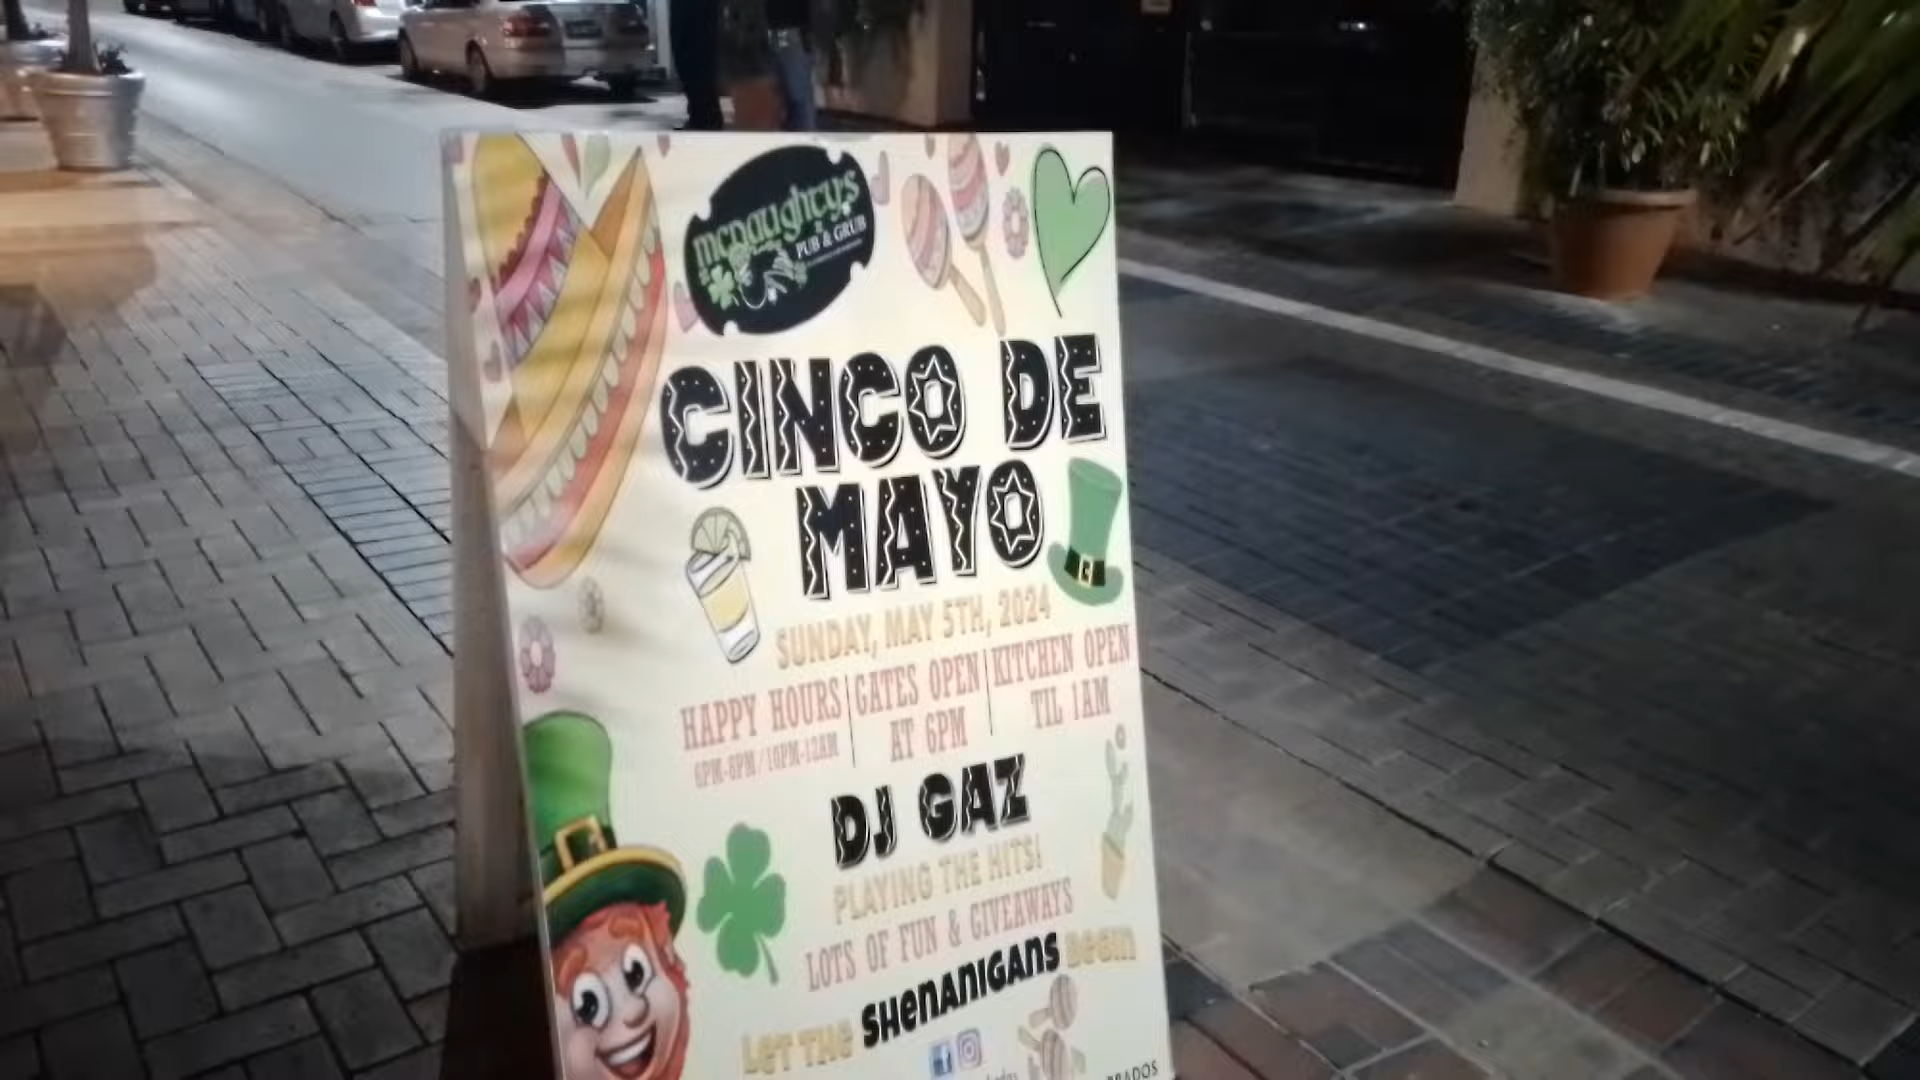 mcnaughty's
PUB & GRUB
CINCO DE
MAYO
SUNDAY, MAY 5TH, 2024
HAPPY HOURS
6PM-8PM/10PM-12AM
GATES OPEN
AT 6PM
KITCHEN OPEN
TIL 1AM
DJ GAZ
PLAYING THE HITS!
LOTS OF FUN & GIVEAWAYS
LET THE SHENANIGANS BEGIN